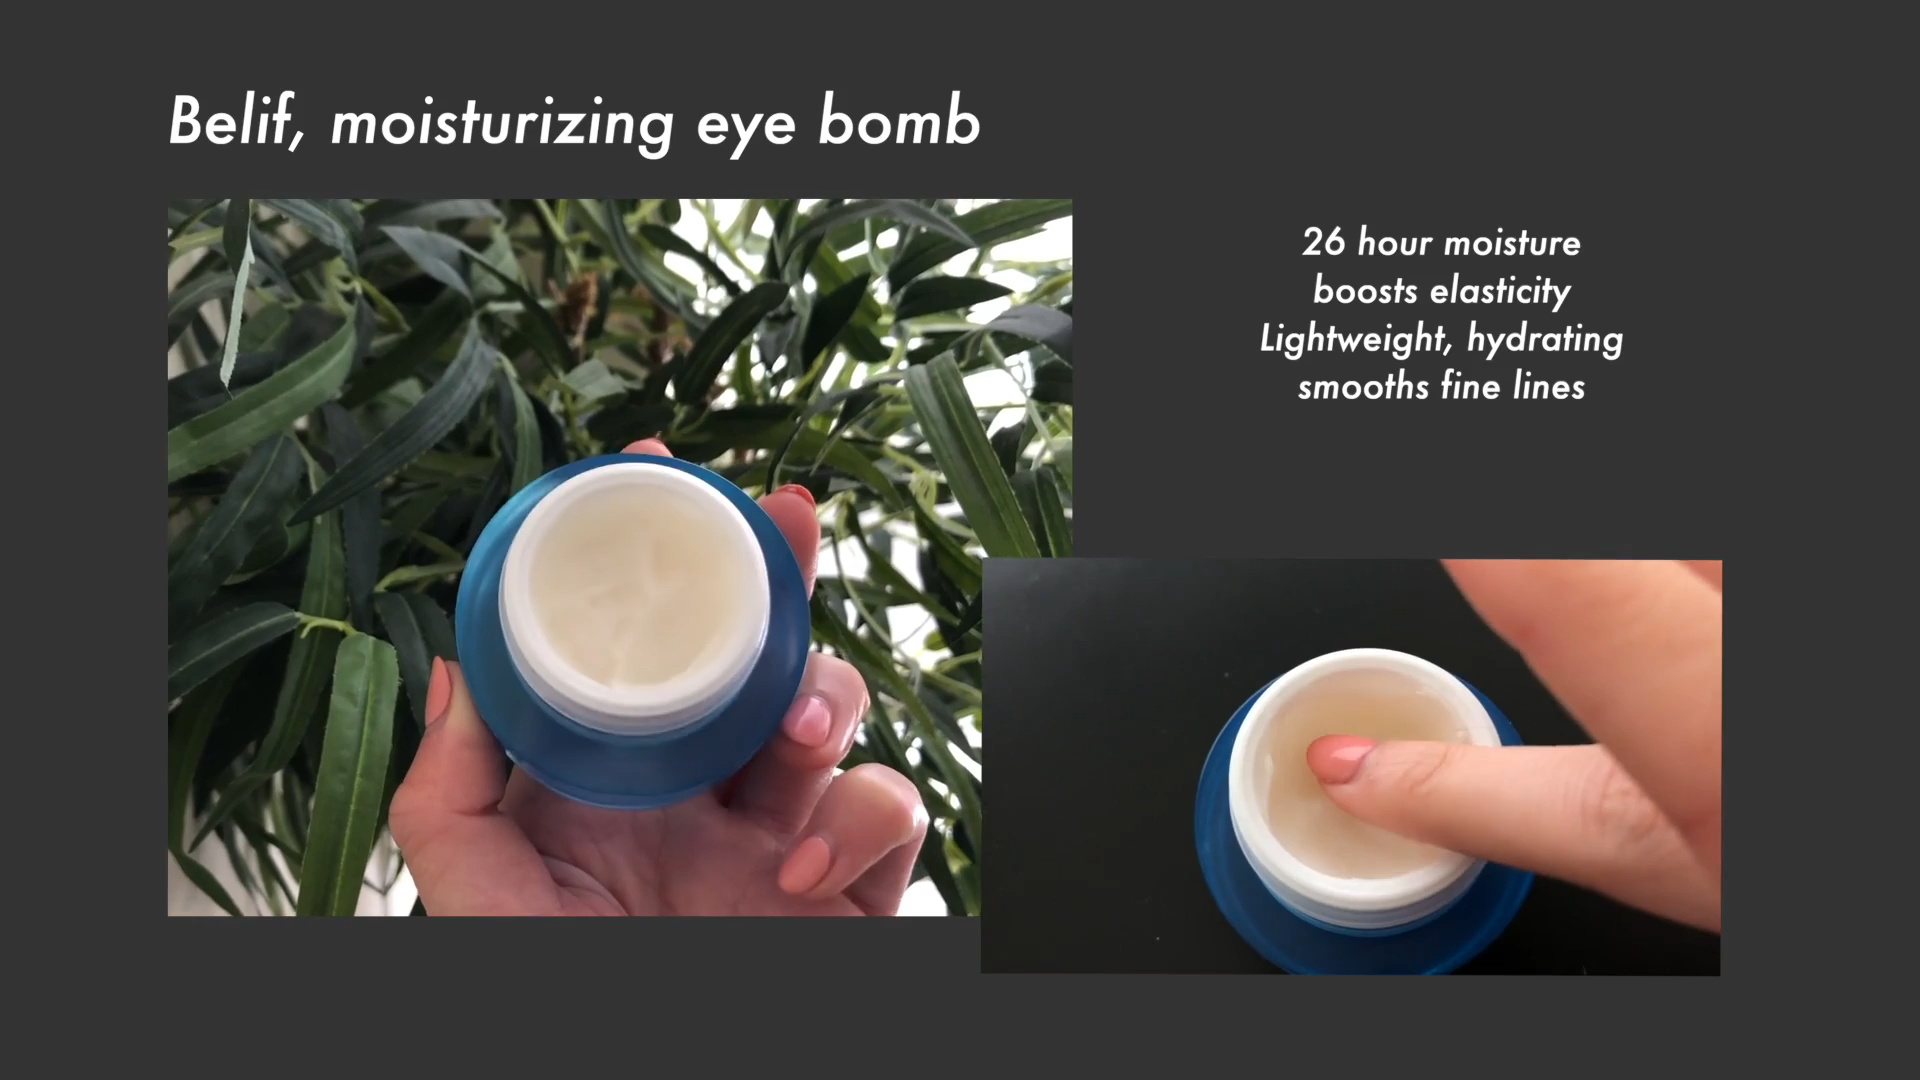 Belif, moisturizing eye bomb
26 hour moisture
boosts elasticity
Lightweight, hydrating
smooths fine lines